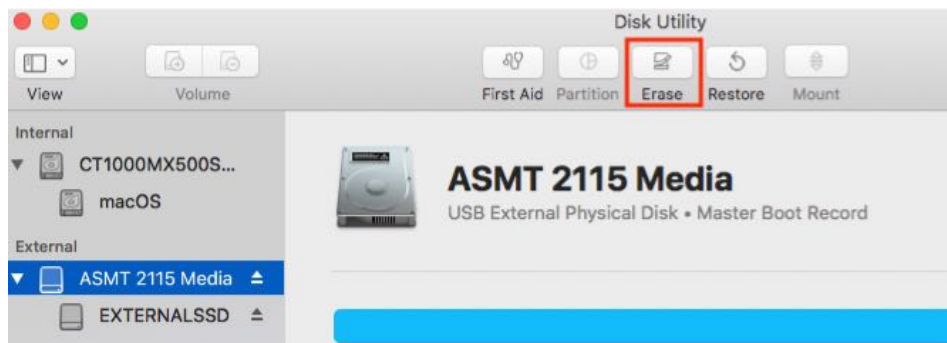 Disk Utility
View
Volume
First Aid
Partition
Erase
Restore
Mount
Internal
CT1000MX500S...
macOS
External
ASMT 2115 Media
EXTERNALSSD
ASMT 2115 Media
USB External Physical Disk • Master Boot Record